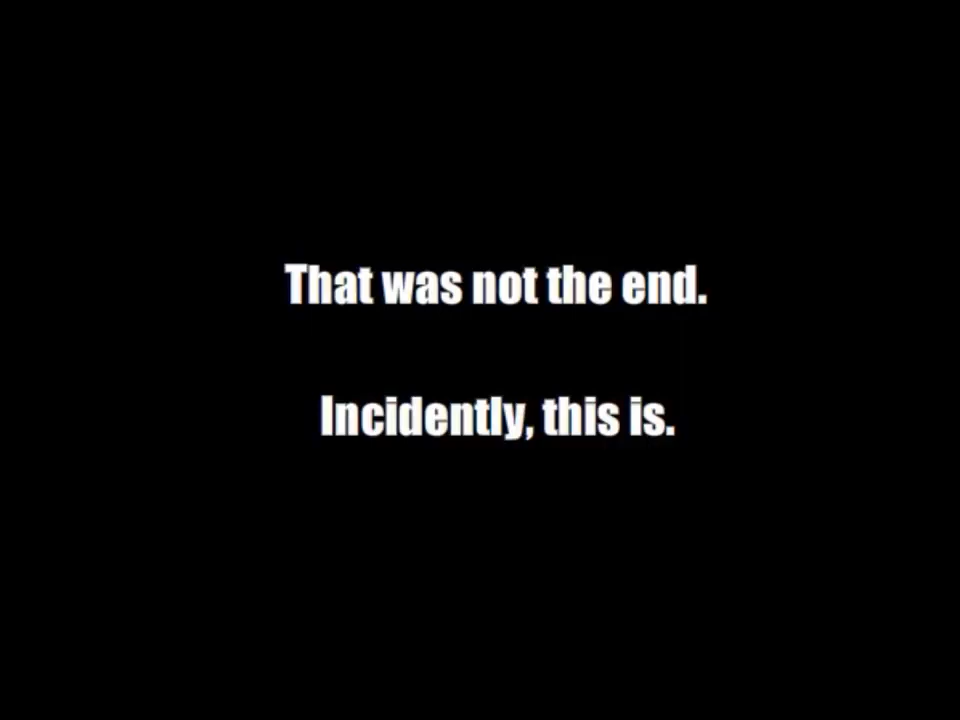 That was not the end.
Incidently, this is.